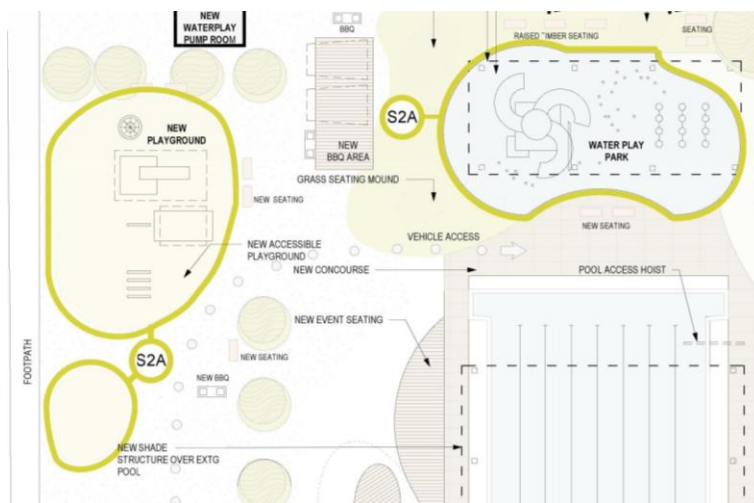 NEW
WATERPLAY
PUMP ROOM
BBQ
RAISED TIMBER SEATING
SEATING
S2A
NEW
PLAYGROUND
NEW
BBQ AREA
WATER PLAY
PARK
GRASS SEATING MOUND
NEW SEATING
NEW SEATING
VEHICLE ACCESS
NEW ACCESSIBLE
PLAYGROUND
NEW CONCOURSE
POOL ACCESS HOIST
NEW EVENT SEATING
FOOTPATH
S2A
NEW SEATING
NEW BBQ
NEW SHADE
STRUCTURE OVER EXTG
POOL